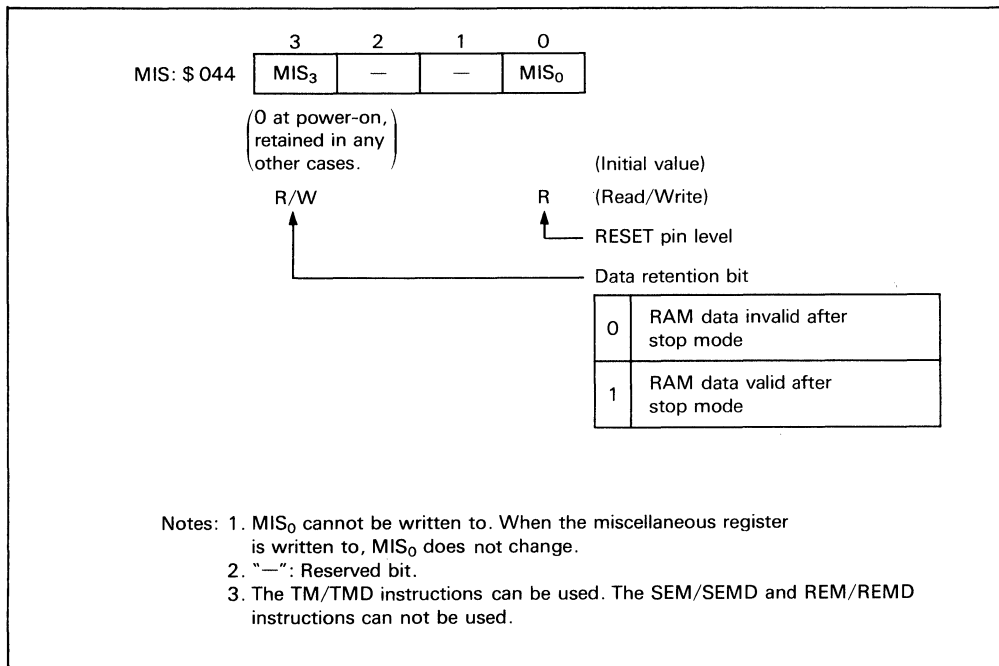 3 2 1 0
MIS: $ 044 MIS₃ — — MIS₀
(0 at power-on,
retained in any
other cases.)
(Initial value)
R/W R (Read/Write)
RESET pin level
Data retention bit
0 RAM data invalid after
stop mode
1 RAM data valid after
stop mode
Notes: 1. MIS₀ cannot be written to. When the miscellaneous register
is written to, MIS₀ does not change.
2. "—": Reserved bit.
3. The TM/TMD instructions can be used. The SEM/SEMD and REM/REMD
instructions can not be used.